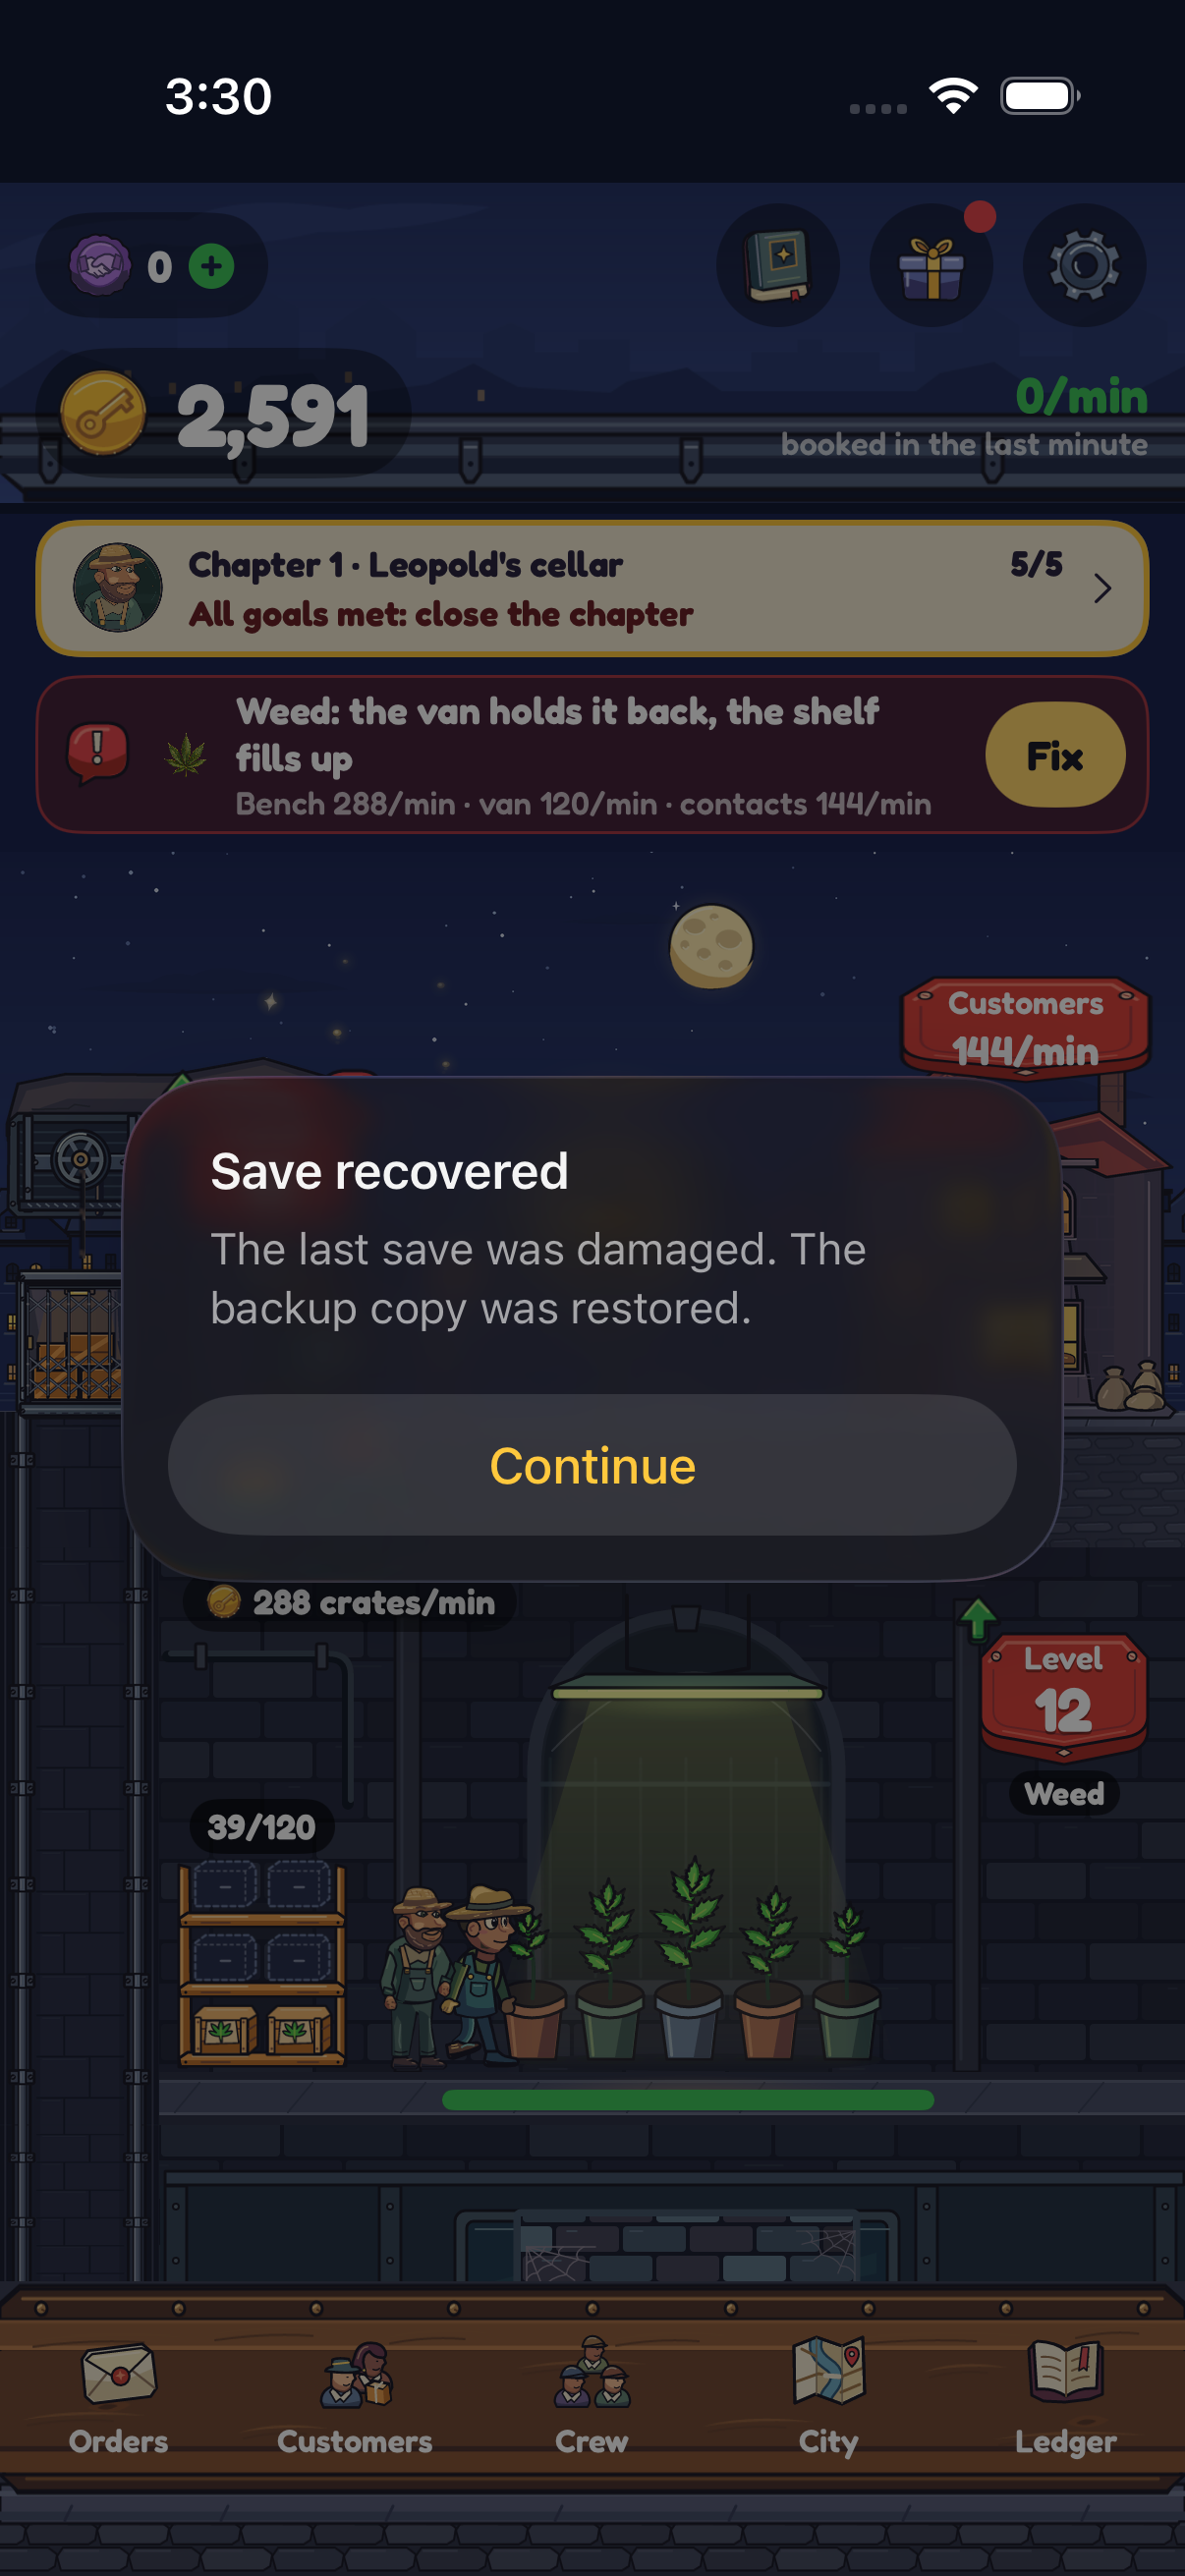 3:30
0
2,591
0/min
booked in the last minute
Chapter 1 · Leopold's cellar
5/5
All goals met: close the chapter
Weed: the van holds it back, the shelf
fills up
Bench 288/min · van 120/min · contacts 144/min
Fix
Customers
144/min
Save recovered
The last save was damaged. The
backup copy was restored.
Continue
288 crates/min
Level
12
Weed
39/120
Orders
Customers
Crew
City
Ledger